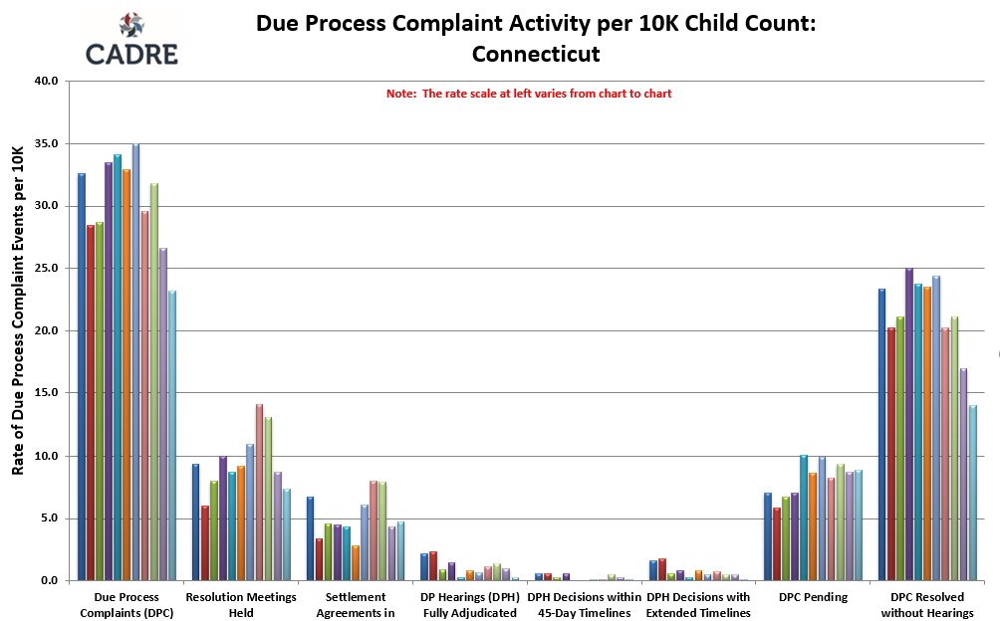 CADRE
Due Process Complaint Activity per 10K Child Count:
Connecticut
Note: The rate scale at left varies from chart to chart
Rate of Due Process Complaint Events per 10K
40.0
35.0
30.0
25.0
20.0
15.0
10.0
5.0
0.0
Due Process
Complaints (DPC)
Resolution Meetings
Held
Settlement
Agreements in
DP Hearings (DPH)
Fully Adjudicated
DPH Decisions within
45-Day Timelines
DPH Decisions with
Extended Timelines
DPC Pending
DPC Resolved
without Hearings